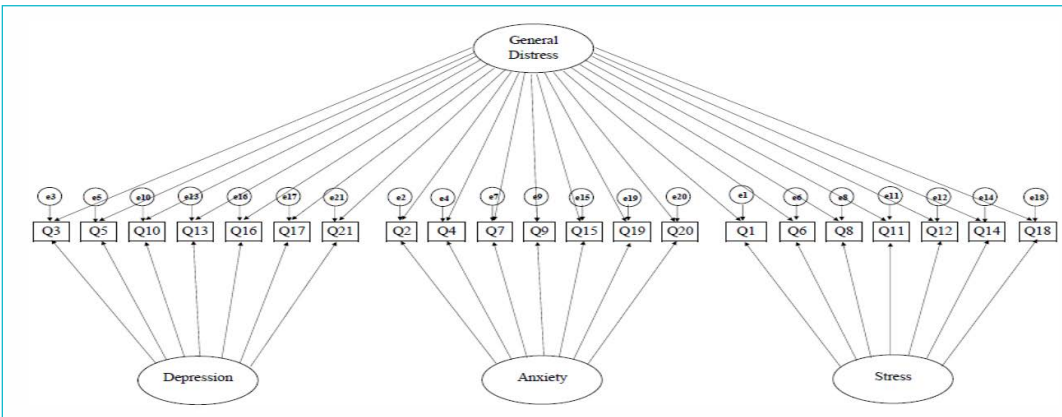 General
Distress
e3 e5 e10 e13 e16 e17 e21 e2 e4 e7 e9 e15 e19 e20 e1 e6 e8 e11 e12 e14 e18
Q3 Q5 Q10 Q13 Q16 Q17 Q21 Q2 Q4 Q7 Q9 Q15 Q19 Q20 Q1 Q6 Q8 Q11 Q12 Q14 Q18
Depression Anxiety Stress